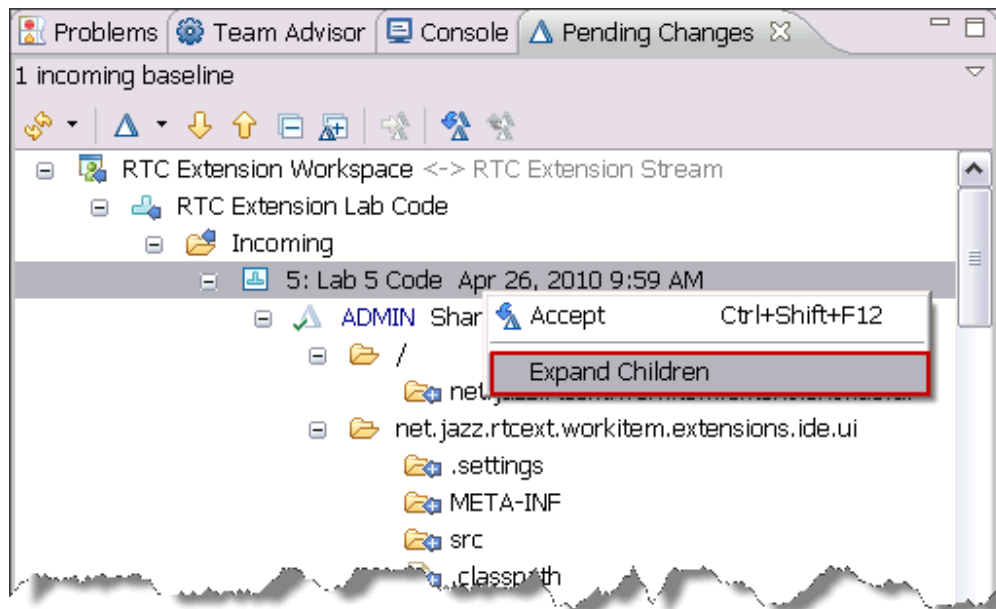 Problems Team Advisor Console Pending Changes
1 incoming baseline
RTC Extension Workspace <-> RTC Extension Stream
RTC Extension Lab Code
Incoming
5: Lab 5 Code Apr 26, 2010 9:59 AM
ADMIN Shar
Accept Ctrl+Shift+F12
/
Expand Children
net.jazz.rtcext.workitem.extensions.ide.ui
.settings
META-INF
src
.classpath